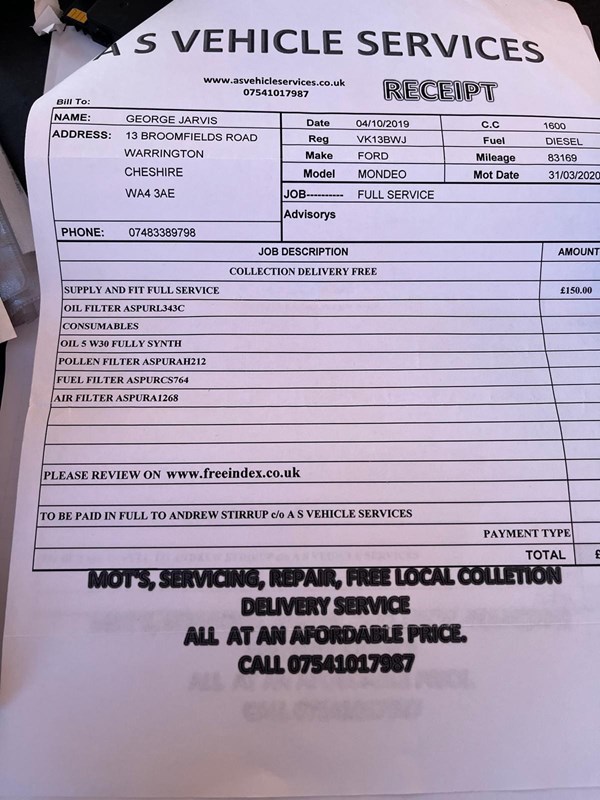 A S VEHICLE SERVICES
www.asvehicleservices.co.uk
07541017987
RECEIPT
Bill To:
NAME: GEORGE JARVIS
ADDRESS: 13 BROOMFIELDS ROAD
WARRINGTON
CHESHIRE
WA4 3AE
PHONE: 07483389798
Date 04/10/2019 C.C 1600
Reg VK13BWJ Fuel DIESEL
Make FORD Mileage 83169
Model MONDEO Mot Date 31/03/2020
JOB---------- FULL SERVICE
Advisorys
JOB DESCRIPTION AMOUNT
COLLECTION DELIVERY FREE
SUPPLY AND FIT FULL SERVICE £150.00
OIL FILTER ASPURL343C
CONSUMABLES
OIL 5 W30 FULLY SYNTH
POLLEN FILTER ASPURAH212
FUEL FILTER ASPURCS764
AIR FILTER ASPURA1268
PLEASE REVIEW ON www.freeindex.co.uk
TO BE PAID IN FULL TO ANDREW STIRRUP c/o A S VEHICLE SERVICES
PAYMENT TYPE
TOTAL £
MOT'S, SERVICING, REPAIR, FREE LOCAL COLLETION
DELIVERY SERVICE
ALL AT AN AFORDABLE PRICE.
CALL 07541017987